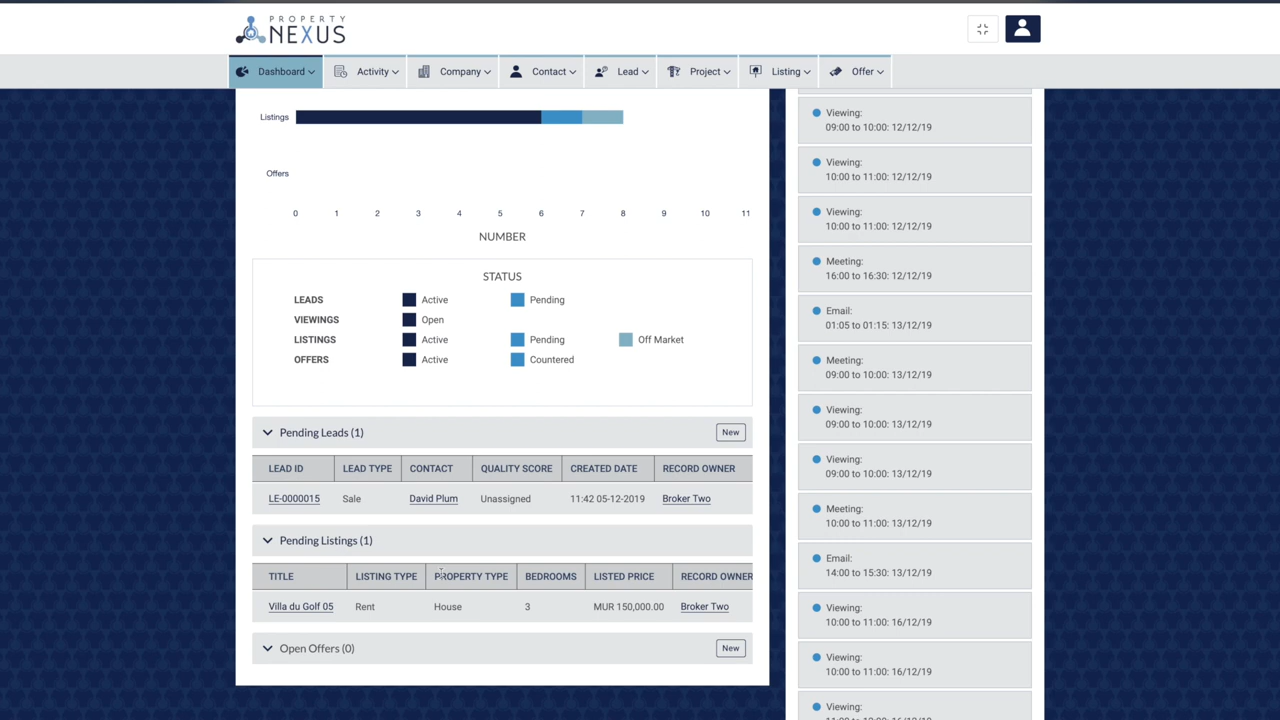 PROPERTY
NEXUS
Dashboard Activity Company Contact Lead Project Listing Offer
Listings
Offers
0 1 2 3 4 5 6 7 8 9 10 11
NUMBER
STATUS
LEADS Active Pending
VIEWINGS Open
LISTINGS Active Pending Off Market
OFFERS Active Countered
Pending Leads (1) New
LEAD ID LEAD TYPE CONTACT QUALITY SCORE CREATED DATE RECORD OWNER
LE-0000015 Sale David Plum Unassigned 11:42 05-12-2019 Broker Two
Pending Listings (1)
TITLE LISTING TYPE PROPERTY TYPE BEDROOMS LISTED PRICE RECORD OWNER
Villa du Golf 05 Rent House 3 MUR 150,000.00 Broker Two
Open Offers (0) New
Viewing:
09:00 to 10:00: 12/12/19
Viewing:
10:00 to 11:00: 12/12/19
Viewing:
10:00 to 11:00: 12/12/19
Meeting:
16:00 to 16:30: 12/12/19
Email:
01:05 to 01:15: 13/12/19
Meeting:
09:00 to 10:00: 13/12/19
Viewing:
09:00 to 10:00: 13/12/19
Viewing:
09:00 to 10:00: 13/12/19
Meeting:
10:00 to 11:00: 13/12/19
Email:
14:00 to 15:30: 13/12/19
Viewing:
10:00 to 11:00: 16/12/19
Viewing:
10:00 to 11:00: 16/12/19
Viewing: